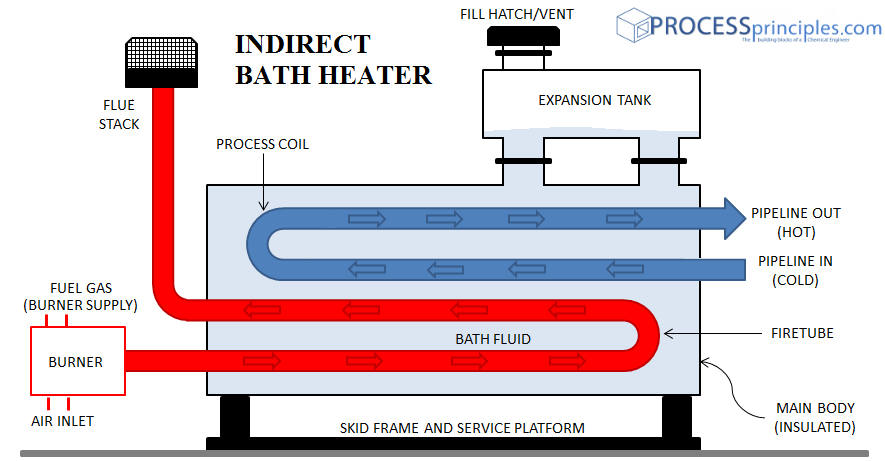 FILL HATCH/VENT
PROCESSprinciples.com
The building blocks of a Chemical Engineer
INDIRECT
BATH HEATER
EXPANSION TANK
FLUE
STACK
PROCESS COIL
PIPELINE OUT
(HOT)
PIPELINE IN
(COLD)
FUEL GAS
(BURNER SUPPLY)
BATH FLUID
FIRETUBE
BURNER
MAIN BODY
(INSULATED)
AIR INLET
SKID FRAME AND SERVICE PLATFORM